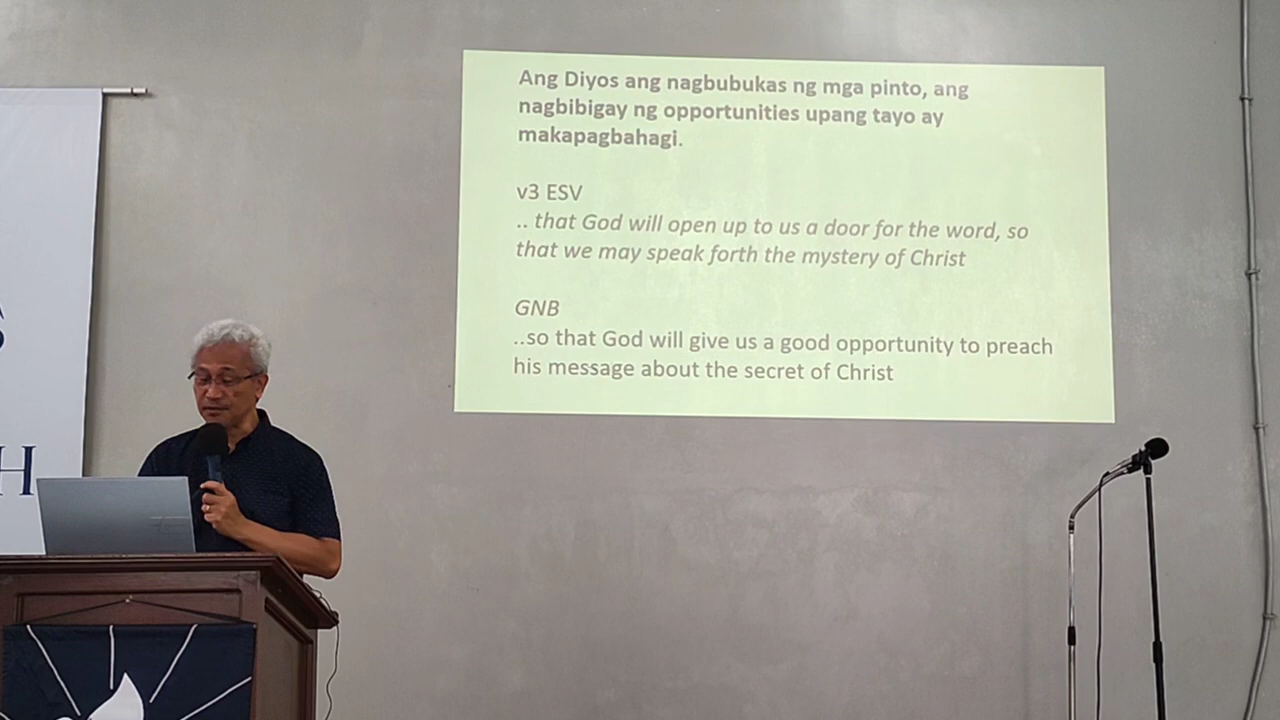 Ang Diyos ang nagbubukas ng mga pinto, ang
nagbibigay ng opportunities upang tayo ay
makapagbahagi.
v3 ESV
.. that God will open up to us a door for the word, so
that we may speak forth the mystery of Christ
GNB
..so that God will give us a good opportunity to preach
his message about the secret of Christ